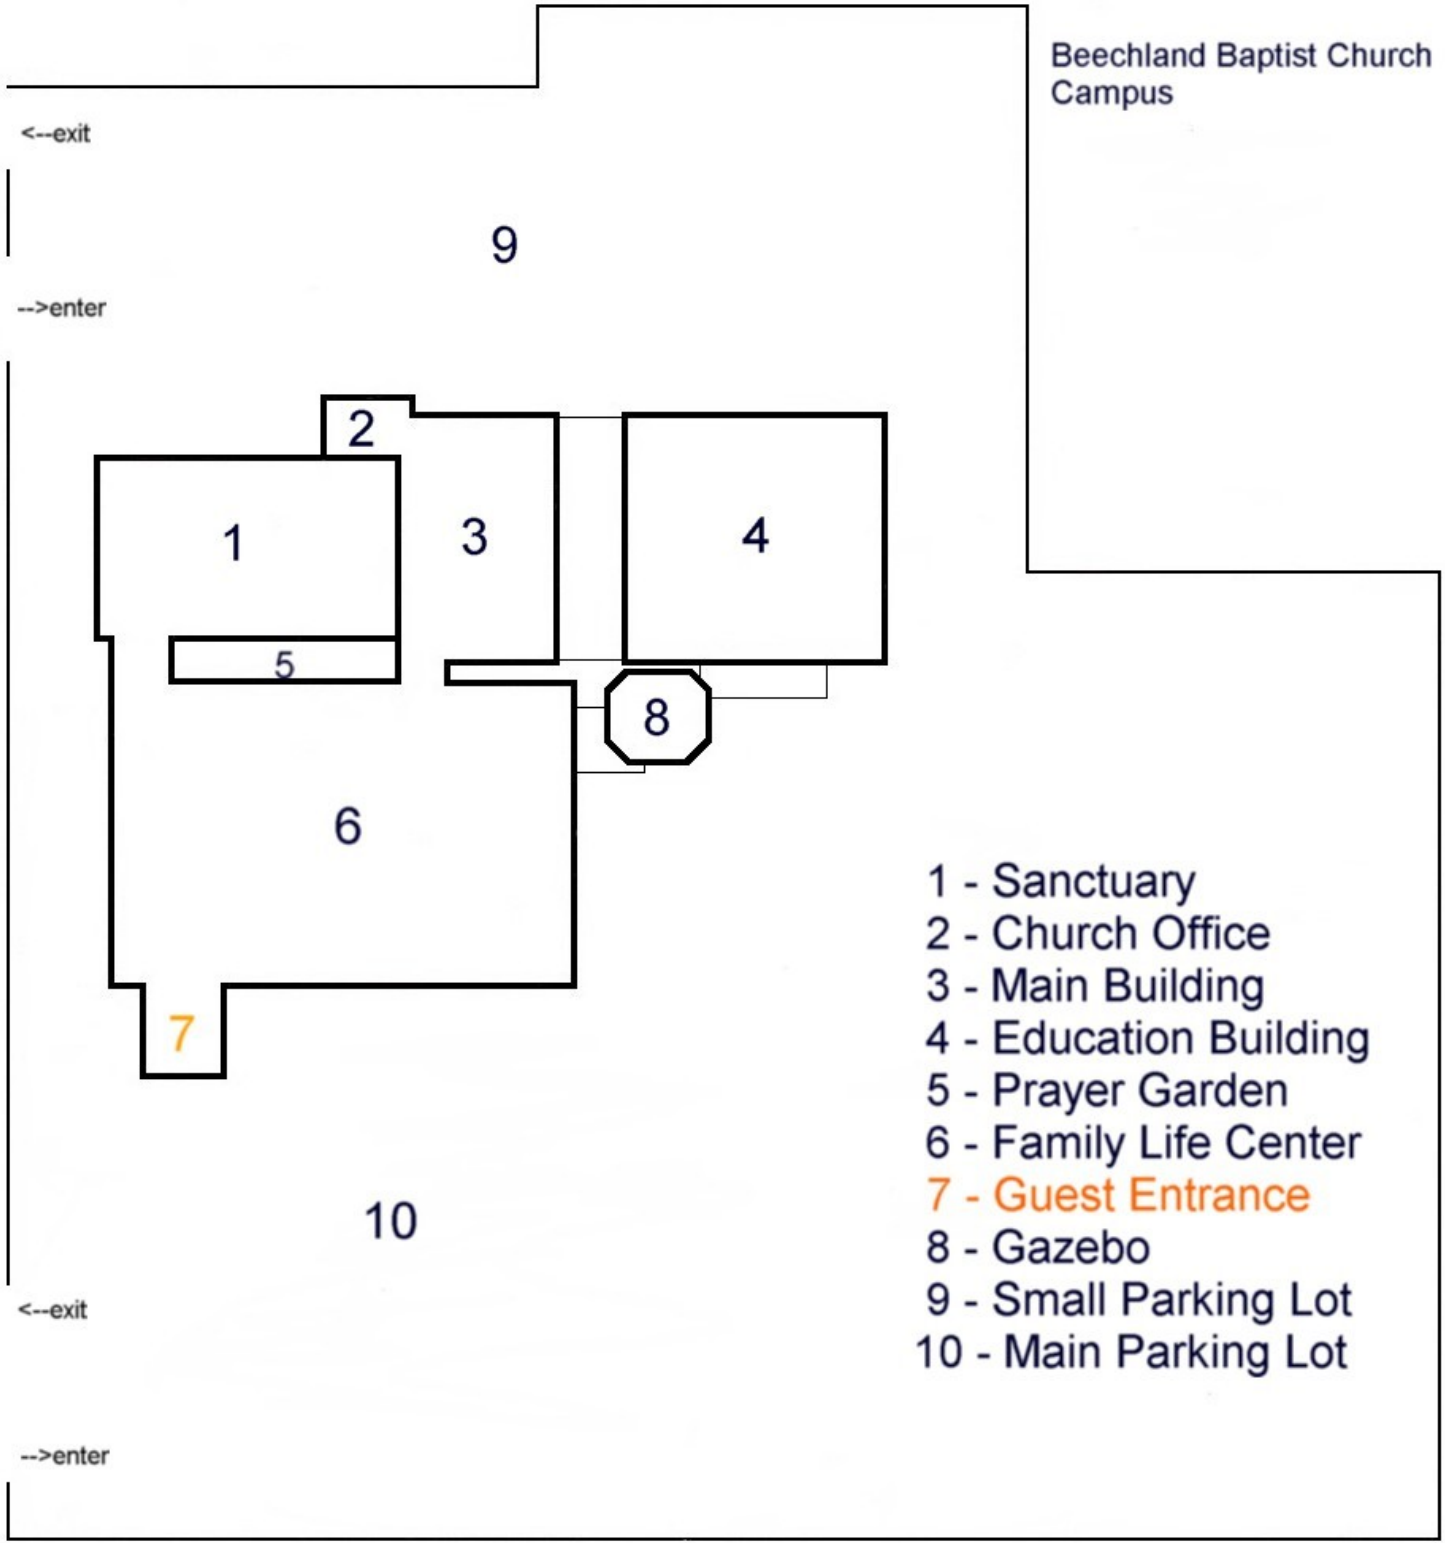 Beechland Baptist Church
Campus
<--exit
9
-->enter
2
1
3
4
5
8
6
7
10
1 - Sanctuary
2 - Church Office
3 - Main Building
4 - Education Building
5 - Prayer Garden
6 - Family Life Center
7 - Guest Entrance
8 - Gazebo
9 - Small Parking Lot
10 - Main Parking Lot
<--exit
-->enter